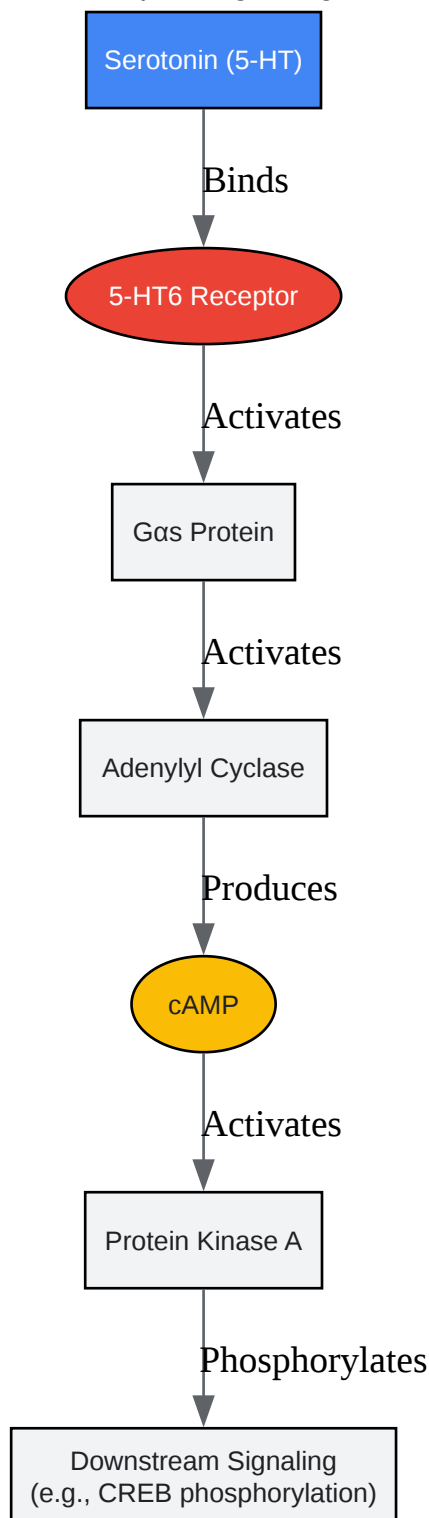 Serotonin (5-HT)
Binds
5-HT6 Receptor
Activates
Gαs Protein
Activates
Adenylyl Cyclase
Produces
cAMP
Activates
Protein Kinase A
Phosphorylates
Downstream Signaling
(e.g., CREB phosphorylation)